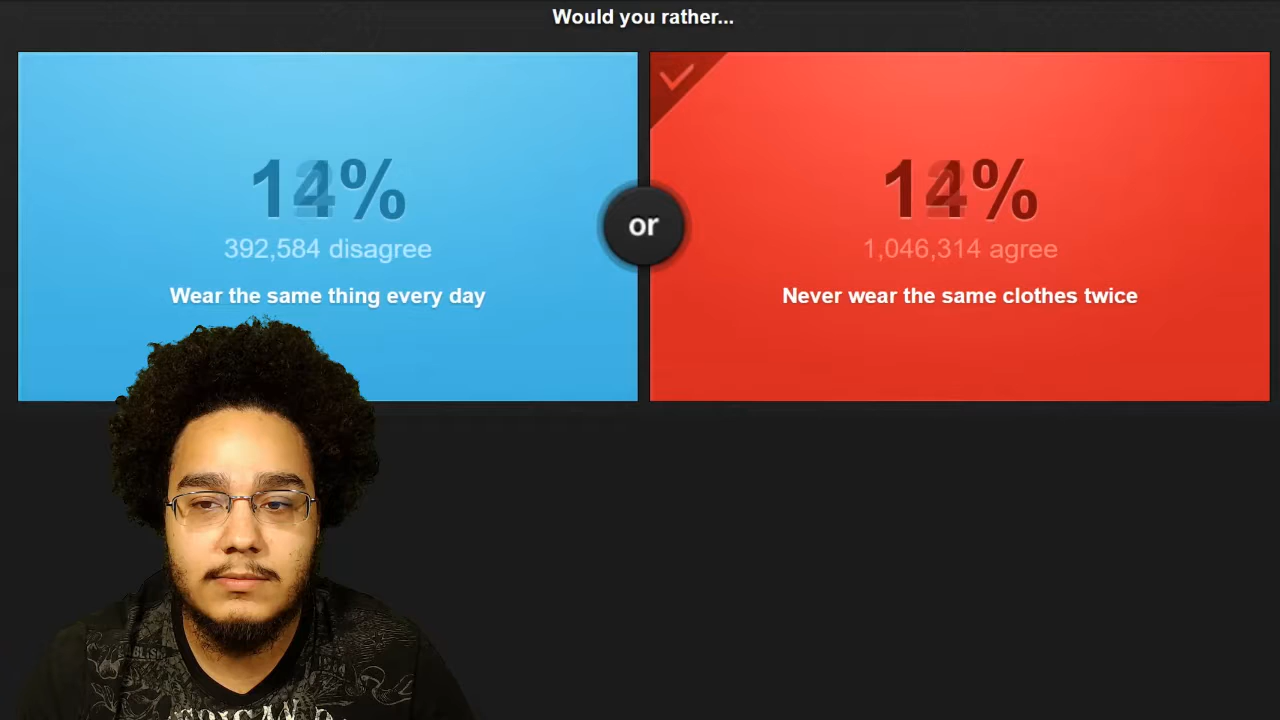 Would you rather...
14%
392,584 disagree
Wear the same thing every day
or
14%
1,046,314 agree
Never wear the same clothes twice